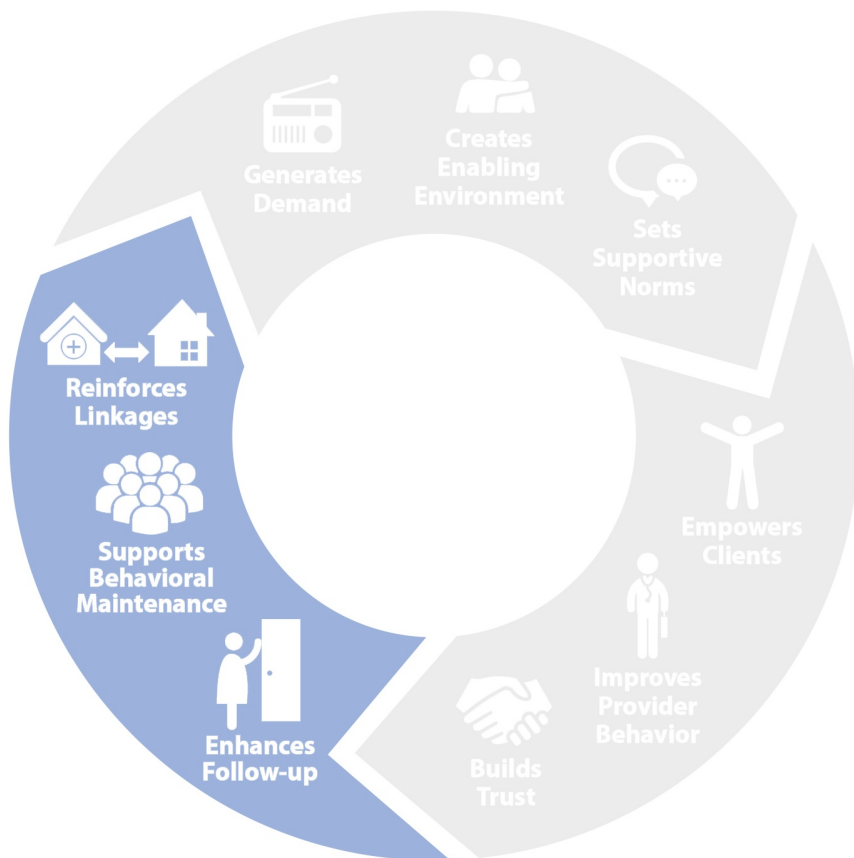 Generates
Demand
Creates
Enabling
Environment
Sets
Supportive
Norms
Empowers
Clients
Improves
Provider
Behavior
Builds
Trust
Enhances
Follow-up
Supports
Behavioral
Maintenance
Reinforces
Linkages